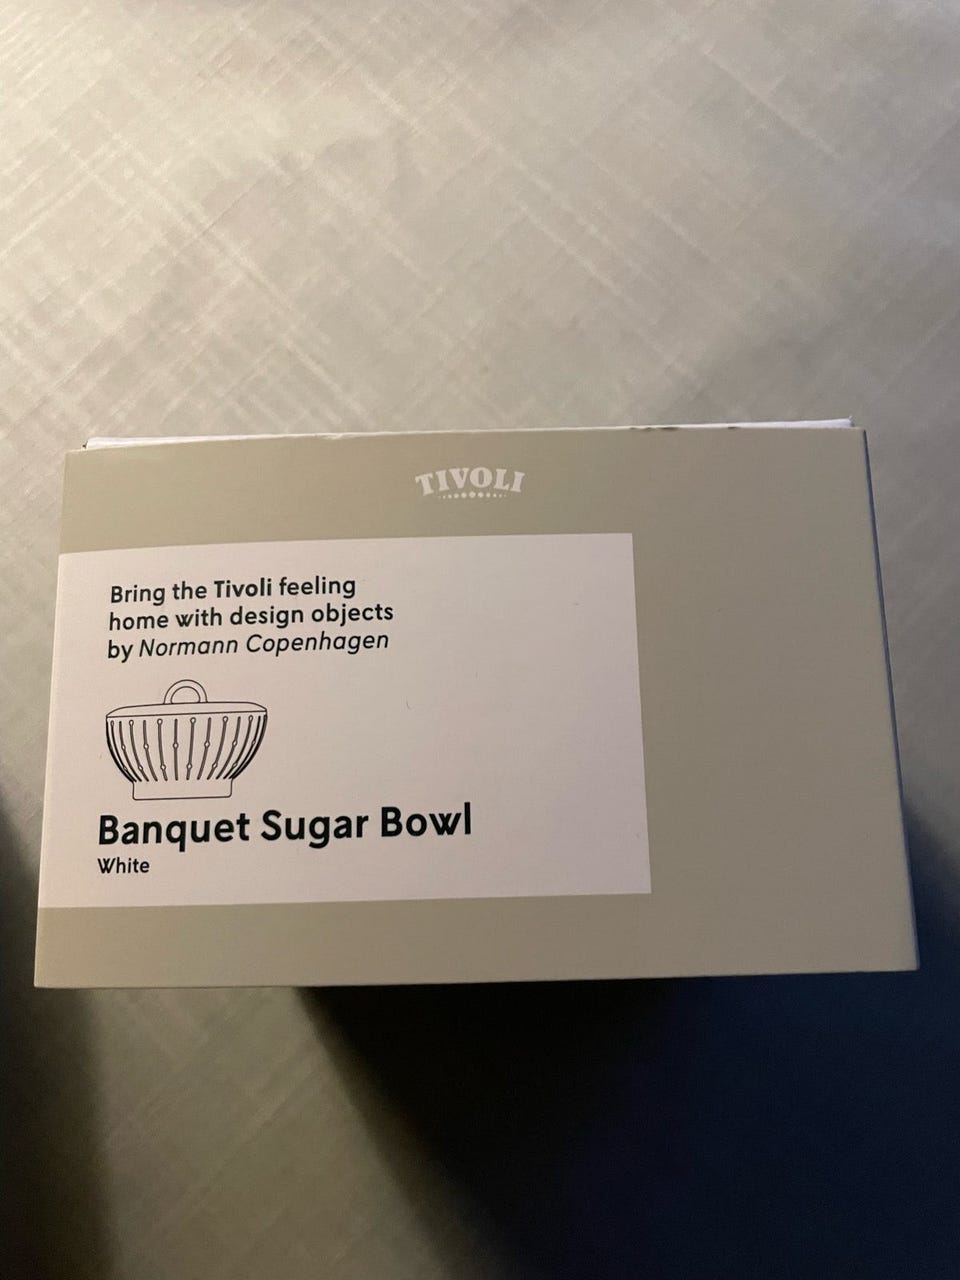 TIVOLI
Bring the Tivoli feeling
home with design objects
by Normann Copenhagen
Banquet Sugar Bowl
White